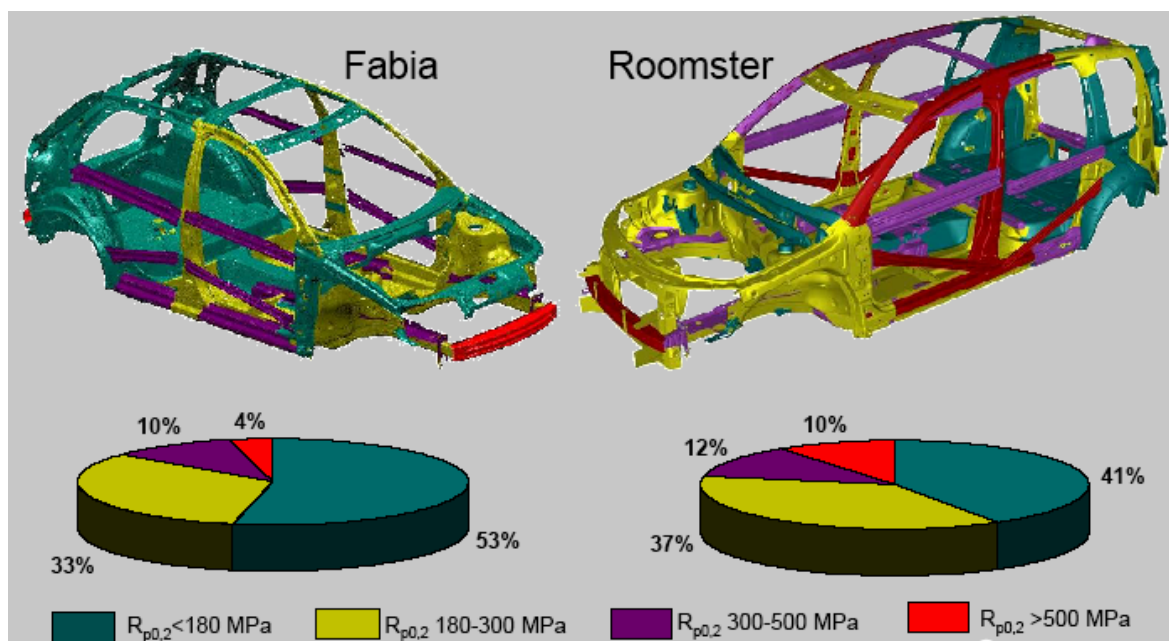 Fabia
Roomster
10%
4%
53%
33%
12%
10%
41%
37%
Rp0,2<180 MPa
Rp0,2 180-300 MPa
Rp0,2 300-500 MPa
Rp0,2 >500 MPa